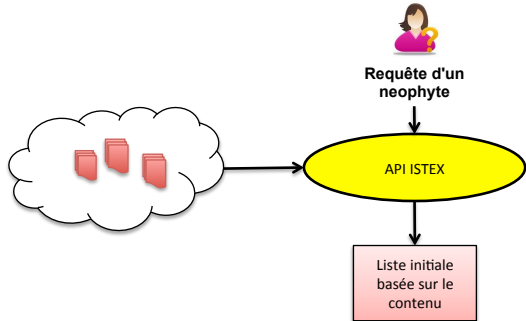 Requête d'un
neophyte
API ISTEX
Liste initiale
basée sur le
contenu